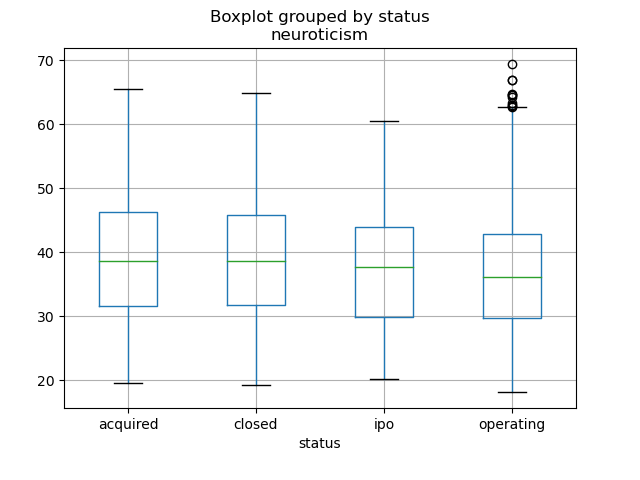 Boxplot grouped by status
neuroticism
70
60
50
40
30
20
acquired
closed
ipo
operating
status